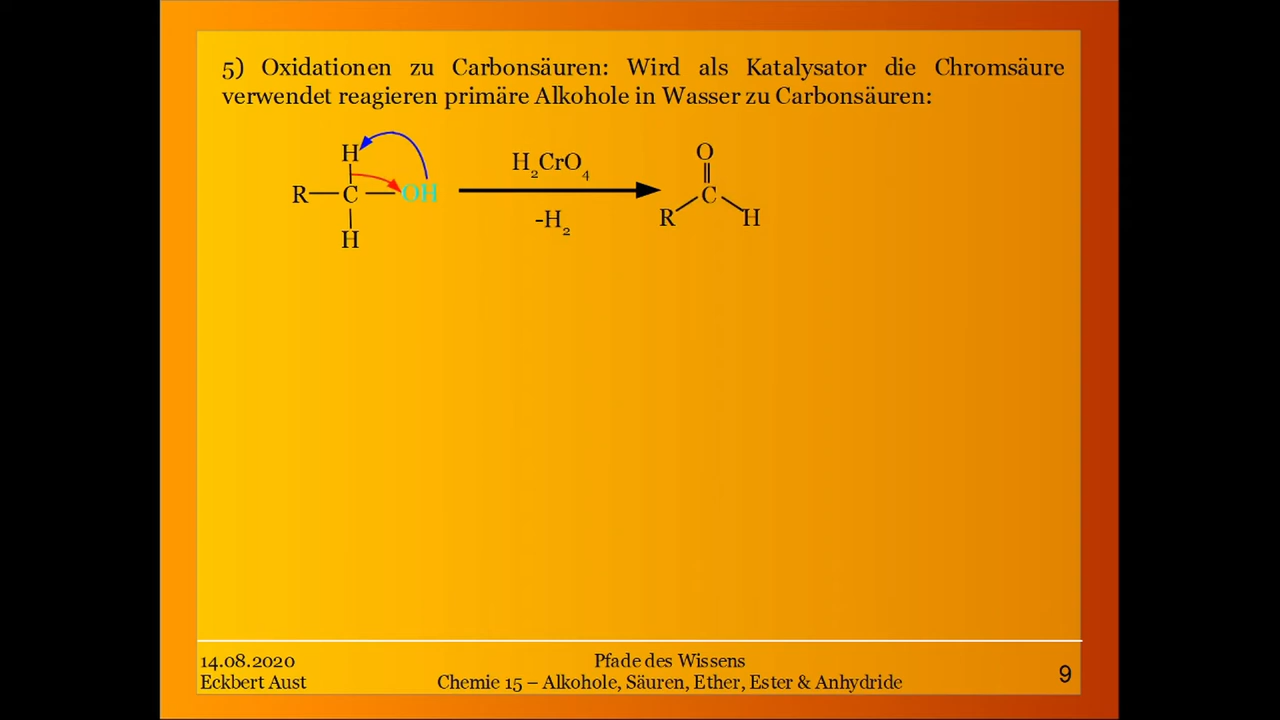 5) Oxidationen zu Carbonsäuren: Wird als Katalysator die Chromsäure
verwendet reagieren primäre Alkohole in Wasser zu Carbonsäuren:
H
R C OH
H
H₂CrO₄
-H₂
O
C
R H
14.08.2020
Eckbert Aust
Pfade des Wissens
Chemie 15 – Alkohole, Säuren, Ether, Ester & Anhydride
9